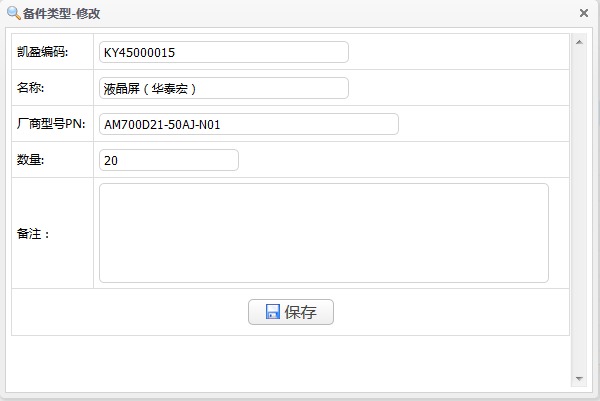 备件类型-修改
凯盈编码: KY45000015
名称: 液晶屏（华泰宏）
厂商型号PN: AM700D21-50AJ-N01
数量: 20
备注：
保存